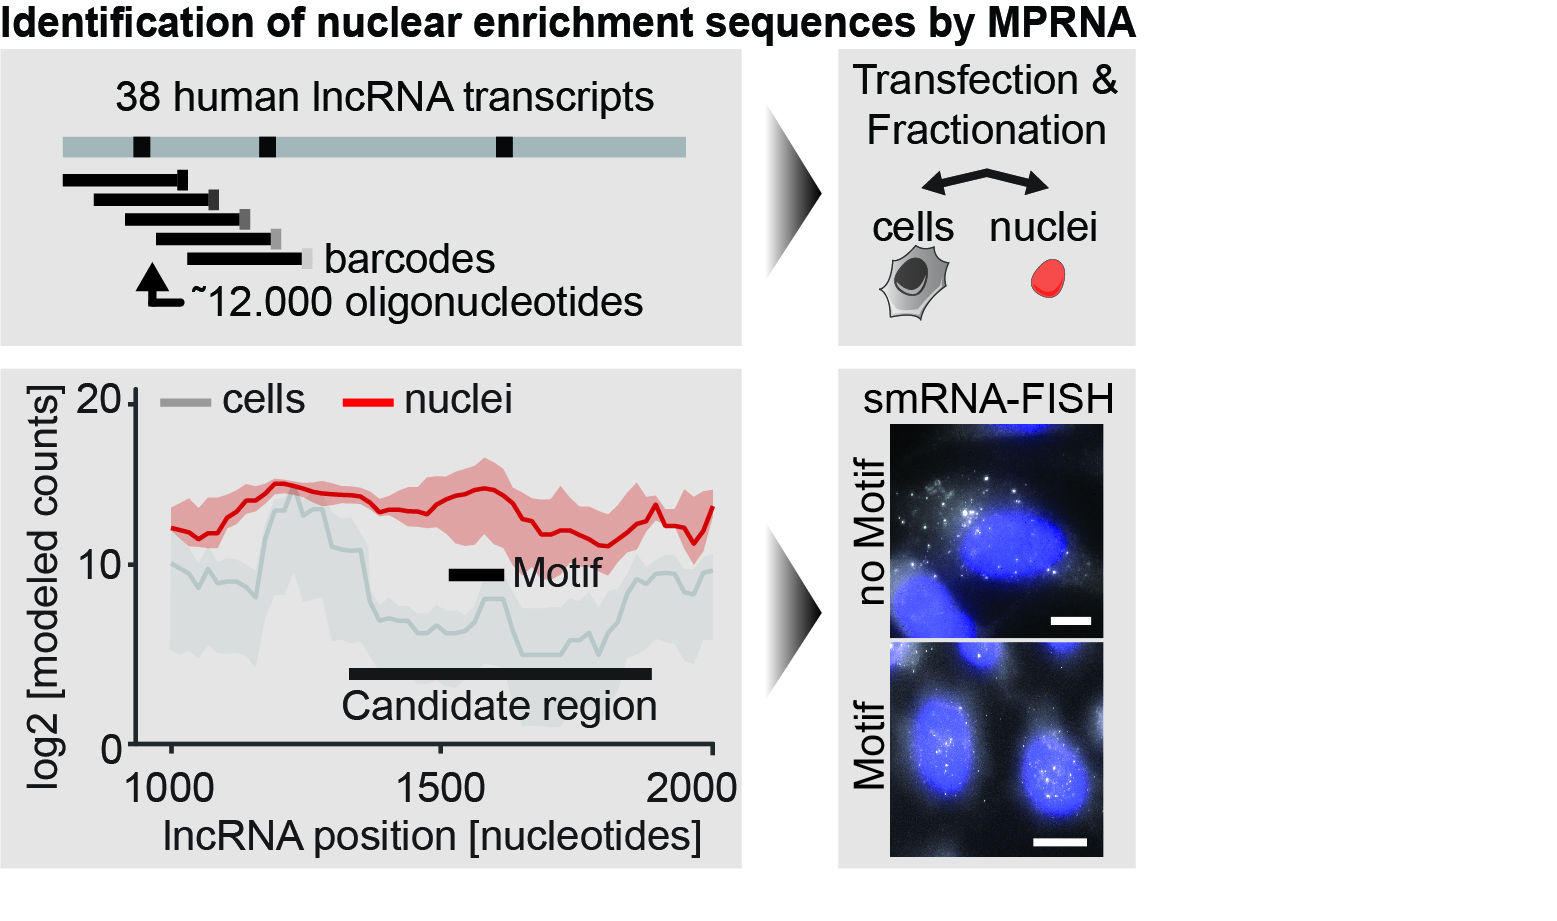 Identification of nuclear enrichment sequences by MPRNA
38 human lncRNA transcripts
barcodes
~12.000 oligonucleotides
Transfection &
Fractionation
cells nuclei
log2 [modeled counts]
20
10
0
cells nuclei
Motif
Candidate region
1000 1500 2000
lncRNA position [nucleotides]
smRNA-FISH
no Motif
Motif